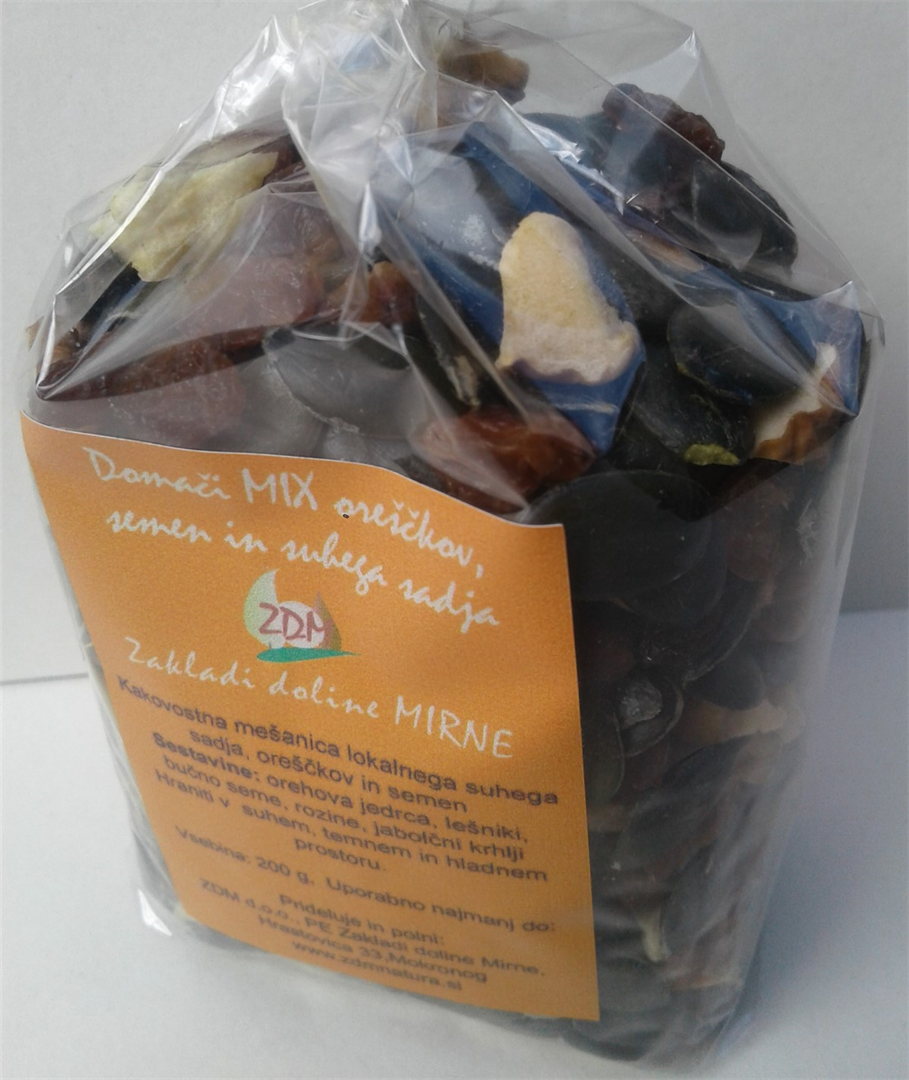 Domači MIX oreščkov,
semen in suhega sadja
ZDM
Zakladi doline MIRNE
Kakovostna mešanica lokalnega suhega
sadja, oreščkov in semen
Sestavine: orehova jedrca, lešniki,
bučno seme, rozine, jabolčni krhlji
Hraniti v suhem, temnem in hladnem
prostoru.
Vsebina: 200 g. Uporabno najmanj do:
Prideluje in polni:
ZDM d.o.o., PE Zakladi doline Mirne,
Hrastovica 33,Mokronog
www.zdmnatura.si